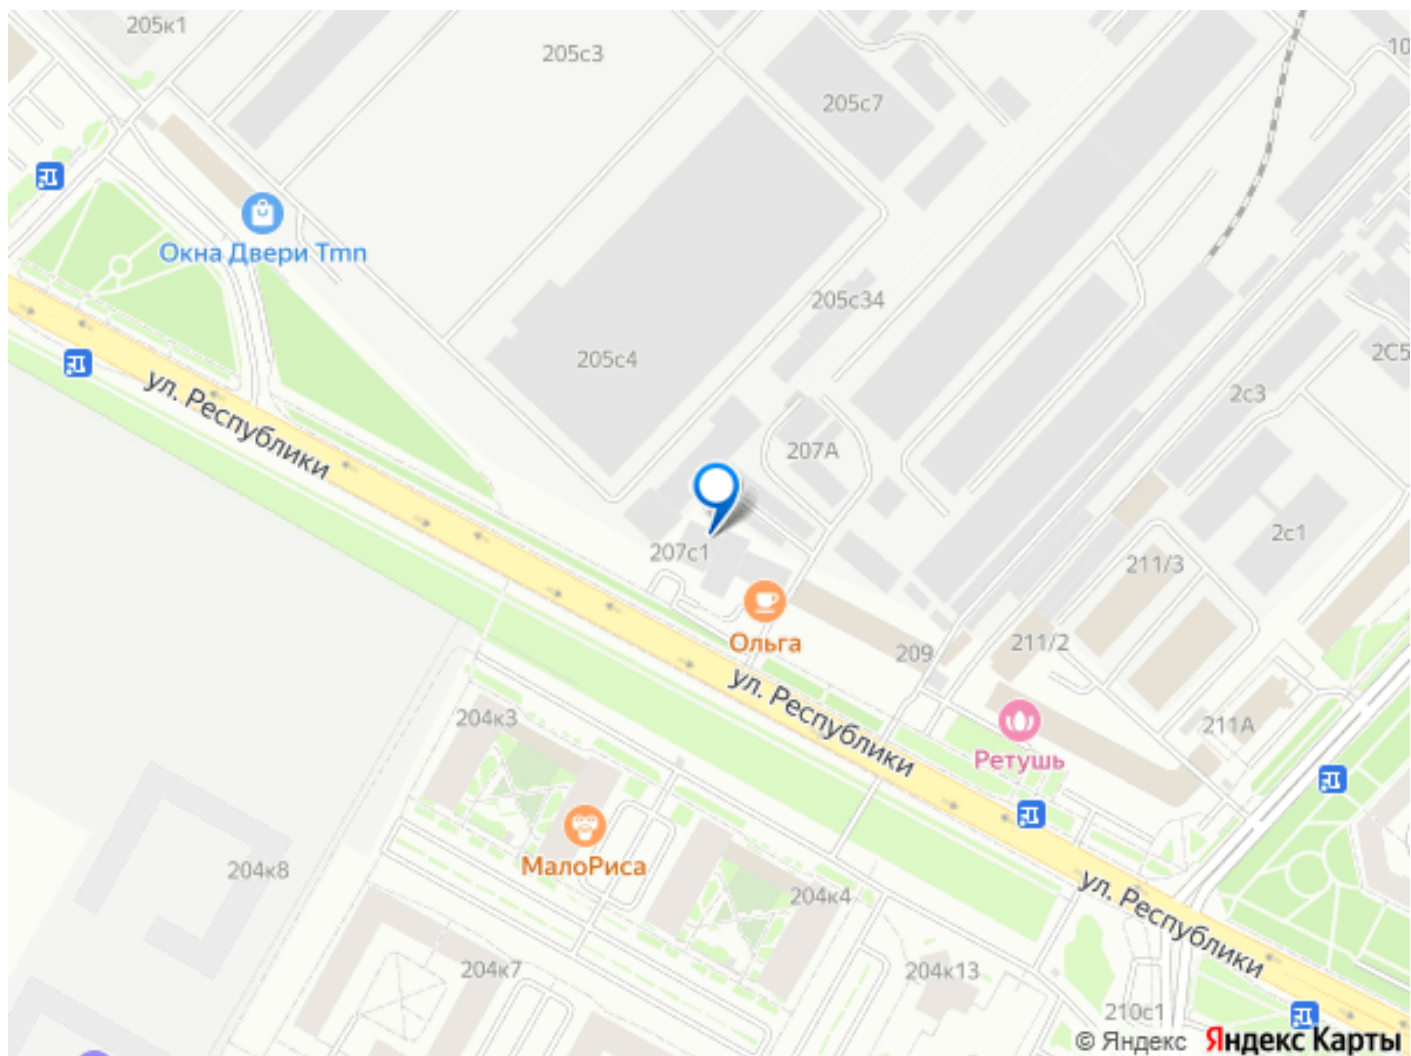 205к1
205с3
10
205с7
Окна Двери Tmn
205с34
205с4
2С5
2с3
ул. Республики
207А
2с1
207с1
211/3
Ольга
209
211/2
ул. Республики
204к3
Ретушь
211А
МалоРиса
204к8
204к4
ул. Республики
204к7
204к13
210с1
© Яндекс Яндекс Карты